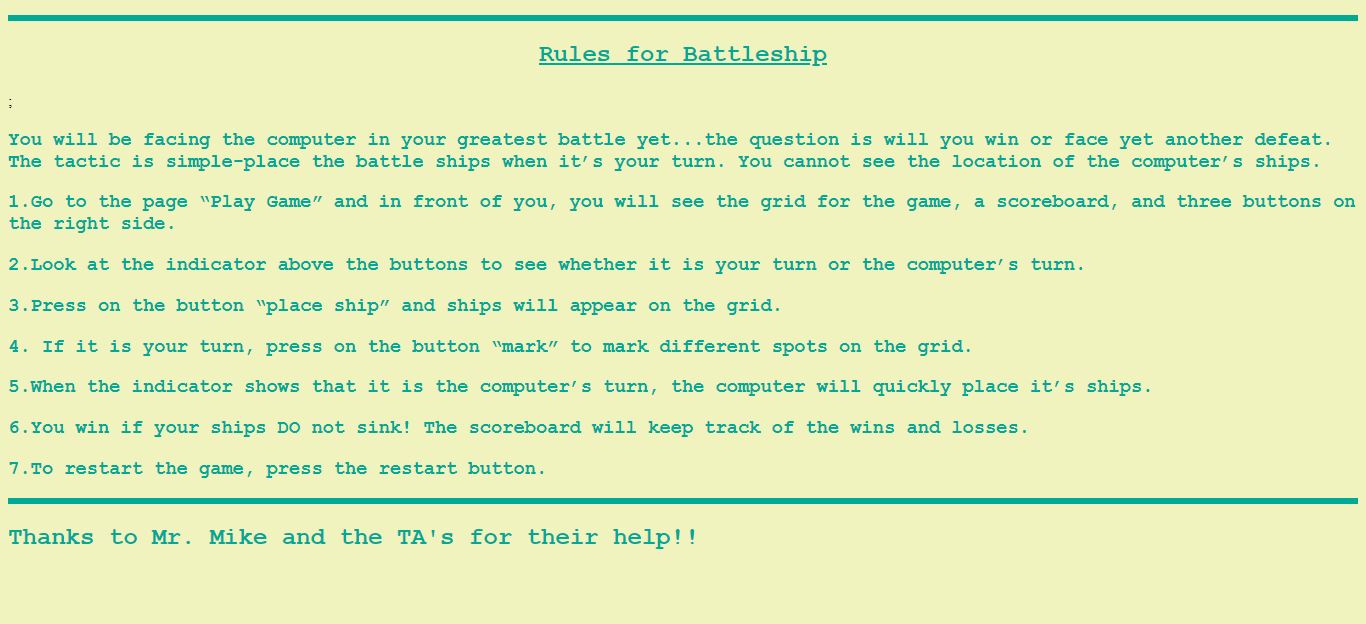 Rules for Battleship
;
You will be facing the computer in your greatest battle yet...the question is will you win or face yet another defeat.
The tactic is simple-place the battle ships when it’s your turn. You cannot see the location of the computer’s ships.
1.Go to the page “Play Game” and in front of you, you will see the grid for the game, a scoreboard, and three buttons on
the right side.
2.Look at the indicator above the buttons to see whether it is your turn or the computer’s turn.
3.Press on the button “place ship” and ships will appear on the grid.
4. If it is your turn, press on the button “mark” to mark different spots on the grid.
5.When the indicator shows that it is the computer’s turn, the computer will quickly place it’s ships.
6.You win if your ships DO not sink! The scoreboard will keep track of the wins and losses.
7.To restart the game, press the restart button.
Thanks to Mr. Mike and the TA's for their help!!